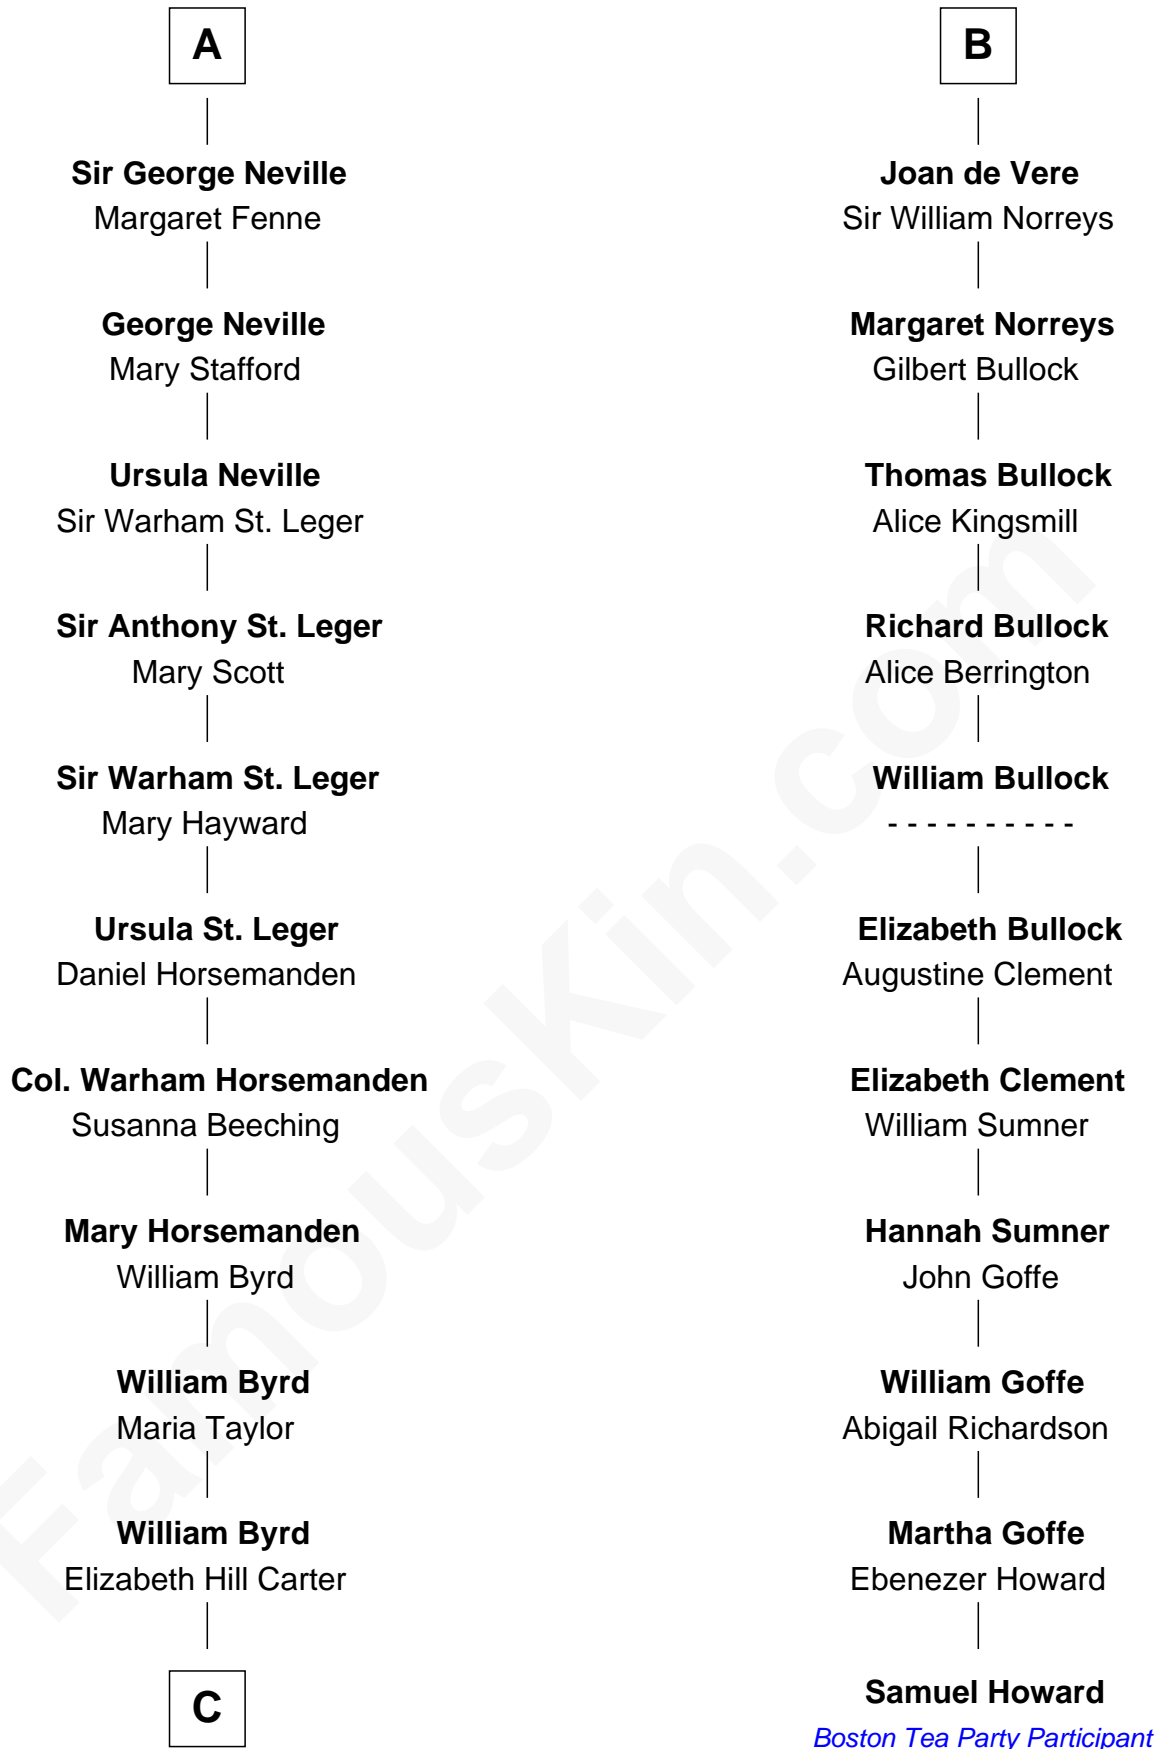 A
Sir George Neville
Margaret Fenne
George Neville
Mary Stafford
Ursula Neville
Sir Warham St. Leger
Sir Anthony St. Leger
Mary Scott
Sir Warham St. Leger
Mary Hayward
Ursula St. Leger
Daniel Horsemanden
Col. Warham Horsemanden
Susanna Beeching
Mary Horsemanden
William Byrd
William Byrd
Maria Taylor
William Byrd
Elizabeth Hill Carter
C
B
Joan de Vere
Sir William Norreys
Margaret Norreys
Gilbert Bullock
Thomas Bullock
Alice Kingsmill
Richard Bullock
Alice Berrington
William Bullock
- - - - - - - - - -
Elizabeth Bullock
Augustine Clement
Elizabeth Clement
William Sumner
Hannah Sumner
John Goffe
William Goffe
Abigail Richardson
Martha Goffe
Ebenezer Howard
Samuel Howard
Boston Tea Party Participant
FamousKin.com